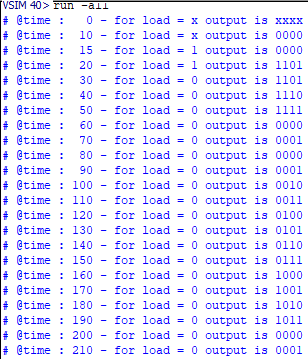 VSIM 40> run -all
# @time :   0 - for load = x output is xxxx
# @time :  10 - for load = x output is 0000
# @time :  15 - for load = 1 output is 0000
# @time :  20 - for load = 1 output is 1101
# @time :  30 - for load = 0 output is 1101
# @time :  40 - for load = 0 output is 1110
# @time :  50 - for load = 0 output is 1111
# @time :  60 - for load = 0 output is 0000
# @time :  70 - for load = 0 output is 0001
# @time :  80 - for load = 0 output is 0000
# @time :  90 - for load = 0 output is 0001
# @time : 100 - for load = 0 output is 0010
# @time : 110 - for load = 0 output is 0011
# @time : 120 - for load = 0 output is 0100
# @time : 130 - for load = 0 output is 0101
# @time : 140 - for load = 0 output is 0110
# @time : 150 - for load = 0 output is 0111
# @time : 160 - for load = 0 output is 1000
# @time : 170 - for load = 0 output is 1001
# @time : 180 - for load = 0 output is 1010
# @time : 190 - for load = 0 output is 1011
# @time : 200 - for load = 0 output is 0000
# @time : 210 - for load = 0 output is 0001